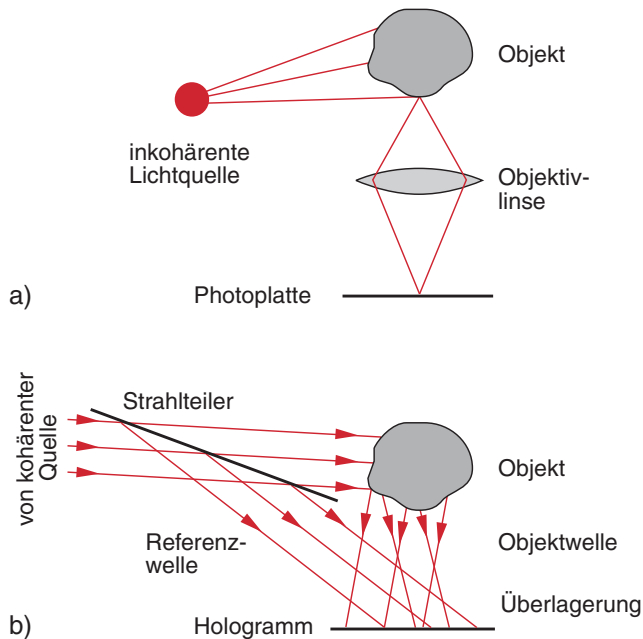 Objekt
inkohärente
Lichtquelle
Objektiv-
linse
Photoplatte
a)
von kohärenter
Quelle
Strahlteiler
Objekt
Referenz-
welle
Objektwelle
Überlagerung
Hologramm
b)